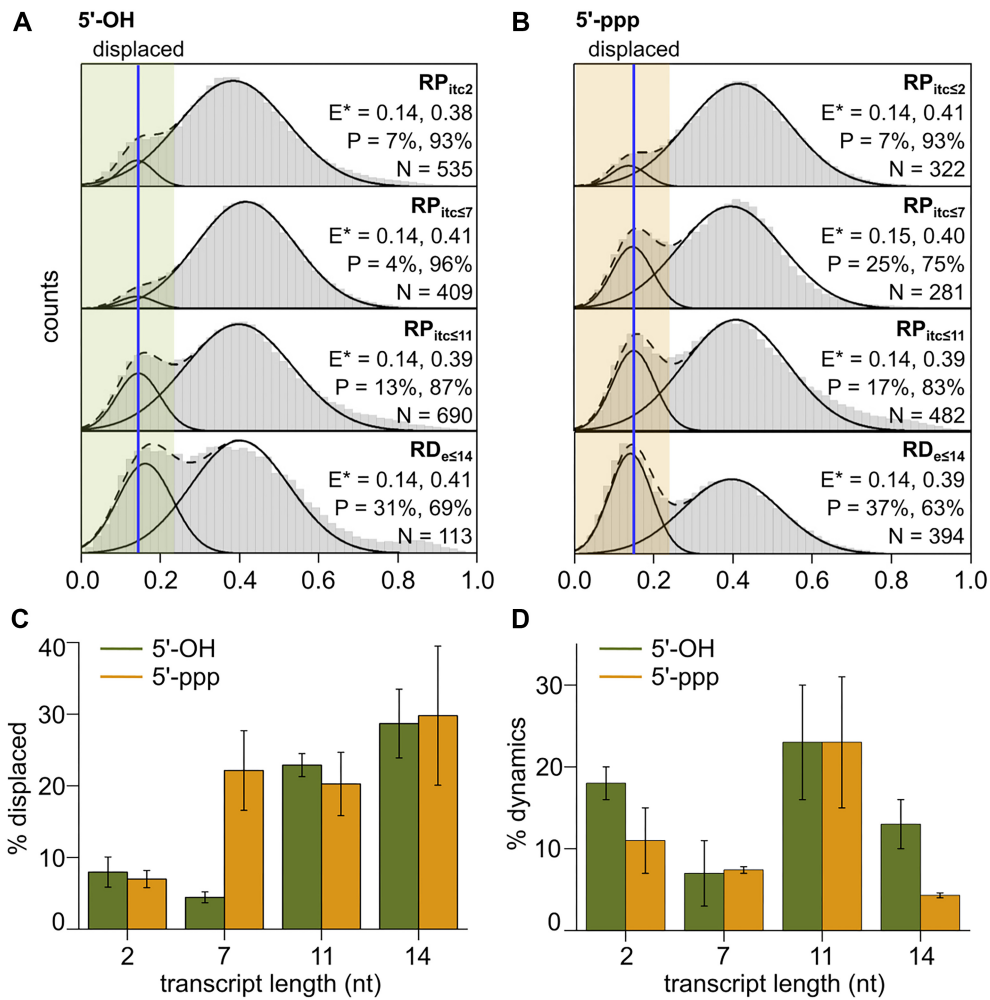 A 5'-OH
displaced
RPitc2
E* = 0.14, 0.38
P = 7%, 93%
N = 535
RPitc≤7
E* = 0.14, 0.41
P = 4%, 96%
N = 409
RPitc≤11
E* = 0.14, 0.39
P = 13%, 87%
N = 690
RDe≤14
E* = 0.14, 0.41
P = 31%, 69%
N = 113
counts
0.0 0.2 0.4 0.6 0.8 1.0
B 5'-ppp
displaced
RPitc≤2
E* = 0.14, 0.41
P = 7%, 93%
N = 322
RPitc≤7
E* = 0.15, 0.40
P = 25%, 75%
N = 281
RPitc≤11
E* = 0.14, 0.39
P = 17%, 83%
N = 482
RDe≤14
E* = 0.14, 0.39
P = 37%, 63%
N = 394
0.0 0.2 0.4 0.6 0.8 1.0
C
5'-OH
5'-ppp
% displaced
40
30
20
10
0
2 7 11 14
transcript length (nt)
D
5'-OH
5'-ppp
% dynamics
30
20
10
0
2 7 11 14
transcript length (nt)